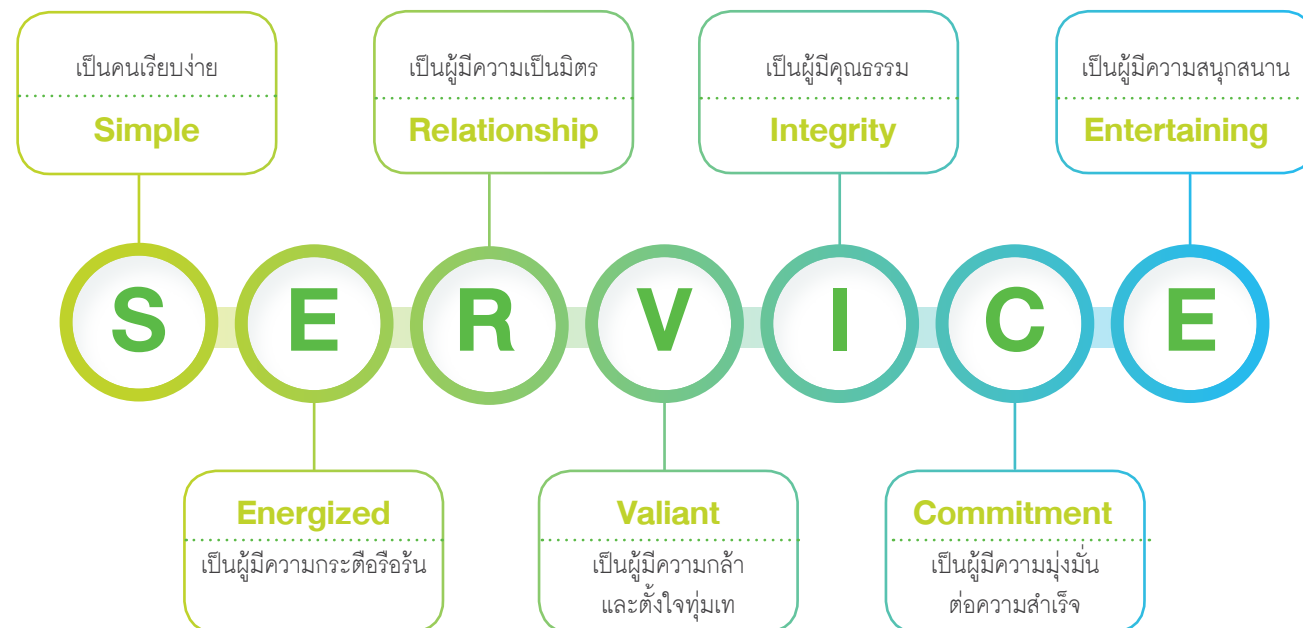 เป็นคนเรียบง่าย
Simple
เป็นผู้มีความเป็นมิตร
Relationship
เป็นผู้มีคุณธรรม
Integrity
เป็นผู้มีความสนุกสนาน
Entertaining
S E R V I C E
Energized
เป็นผู้มีความกระตือรือร้น
Valiant
เป็นผู้มีความกล้า
และตั้งใจทุ่มเท
Commitment
เป็นผู้มีความมุ่งมั่น
ต่อความสำเร็จ